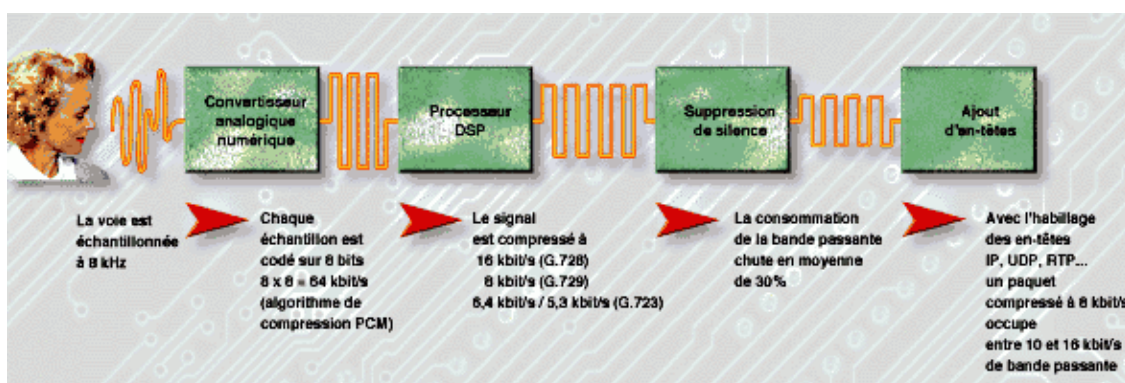 Convertisseur
analogique
numérique
Processeur
DSP
Suppression
de silence
Ajout
d'en-têtes
La voie est
échantillonnée
à 8 kHz
Chaque
échantillon est
codé sur 8 bits
8 x 8 = 64 kbit/s
(algorithme de
compression PCM)
Le signal
est compressé à
16 kbit/s (G.728)
8 kbit/s (G.729)
6,4 kbit/s / 5,3 kbit/s (G.723)
La consommation
de la bande passante
chute en moyenne
de 30%
Avec l'habillage
des en-têtes
IP, UDP, RTP...
un paquet
compressé à 8 kbit/s
occupe
entre 10 et 16 kbit/s
de bande passante